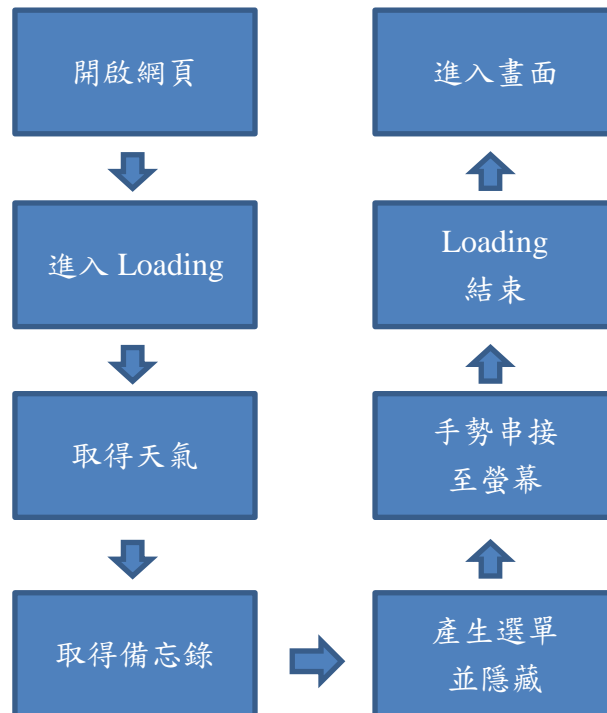 開啟網頁
進入 Loading
取得天氣
取得備忘錄
產生選單
並隱藏
手勢串接
至螢幕
Loading
結束
進入畫面